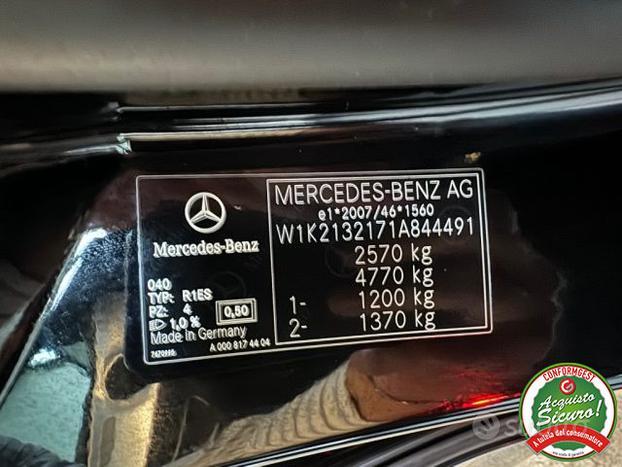 Mercedes-Benz
040
TYP: R1ES
PZ: 4
1,0 %
0,50
Made in Germany
A 000 817 44 04
MERCEDES-BENZ AG
e1*2007/46*1560
W1K2132171A844491
2570 kg
4770 kg
1- 1200 kg
2- 1370 kg
CONFORMGEST
Acquisto
Sicuro!
A tutela del consumatore